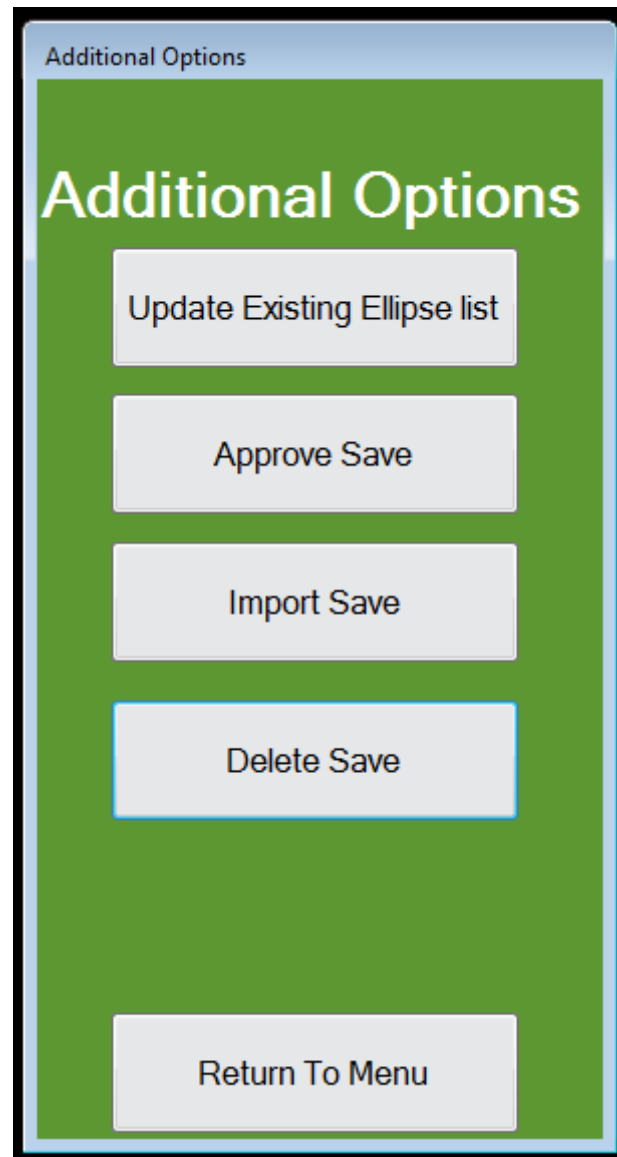 Additional Options
Additional Options
Update Existing Ellipse list
Approve Save
Import Save
Delete Save
Return To Menu